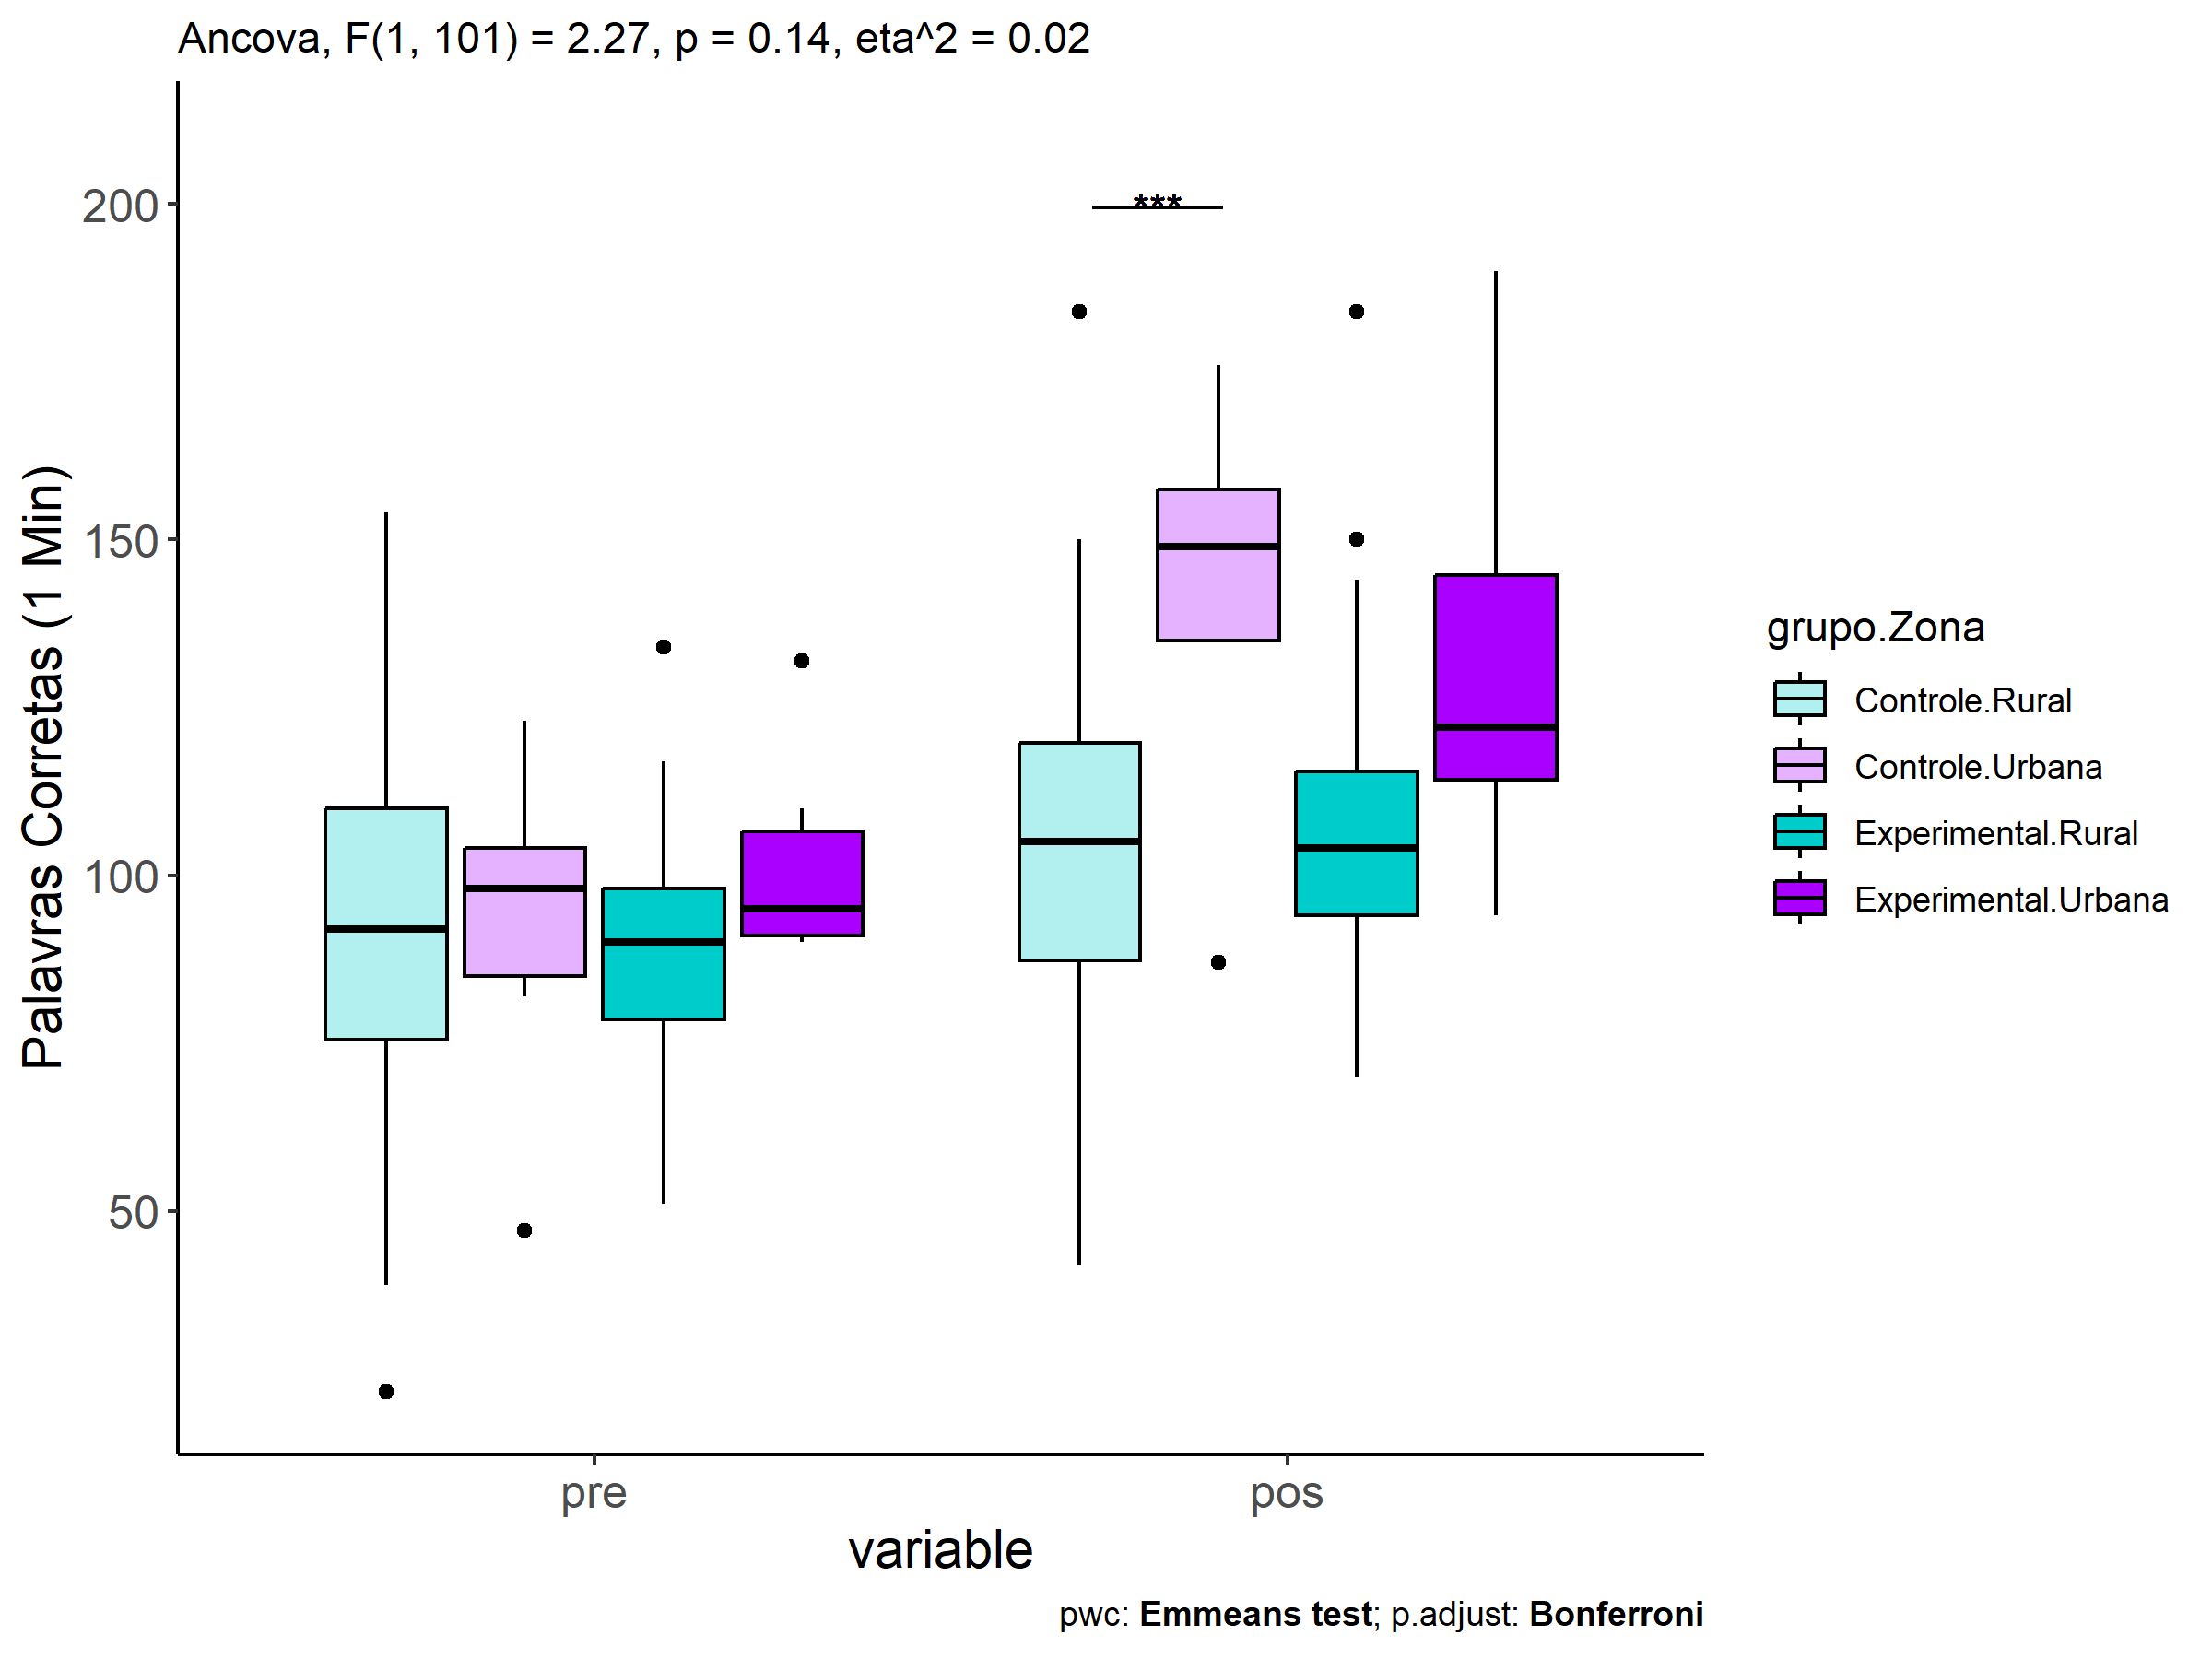 Ancova, F(1, 101) = 2.27, p = 0.14, eta^2 = 0.02
Palavras Corretas (1 Min)
200
150
100
50
***
pre
pos
variable
grupo.Zona
Controle.Rural
Controle.Urbana
Experimental.Rural
Experimental.Urbana
pwc: Emmeans test; p.adjust: Bonferroni